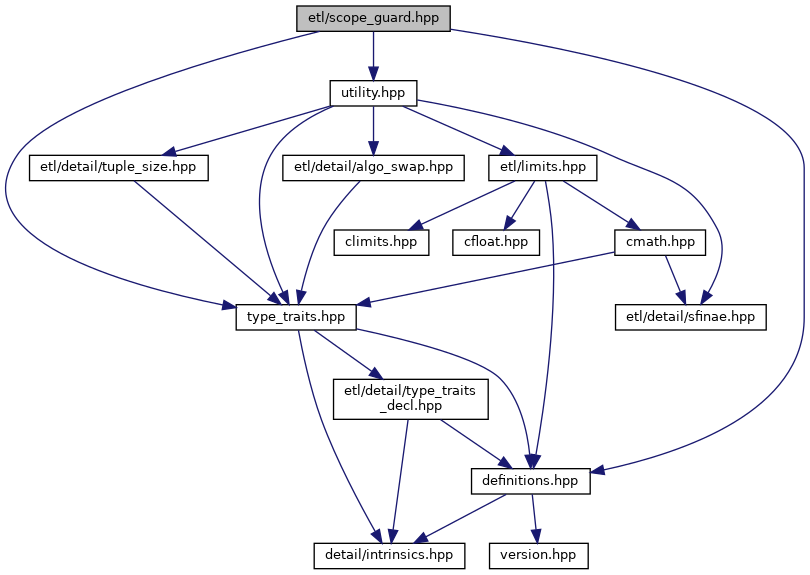 etl/scope_guard.hpp
utility.hpp
etl/detail/tuple_size.hpp
etl/detail/algo_swap.hpp
etl/limits.hpp
climits.hpp
cfloat.hpp
cmath.hpp
type_traits.hpp
etl/detail/sfinae.hpp
etl/detail/type_traits
_decl.hpp
definitions.hpp
detail/intrinsics.hpp
version.hpp